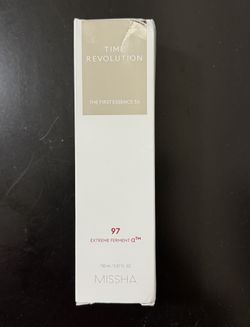 TIME
REVOLUTION
THE FIRST ESSENCE 5X
97
EXTREME FERMENT α™
MISSHA